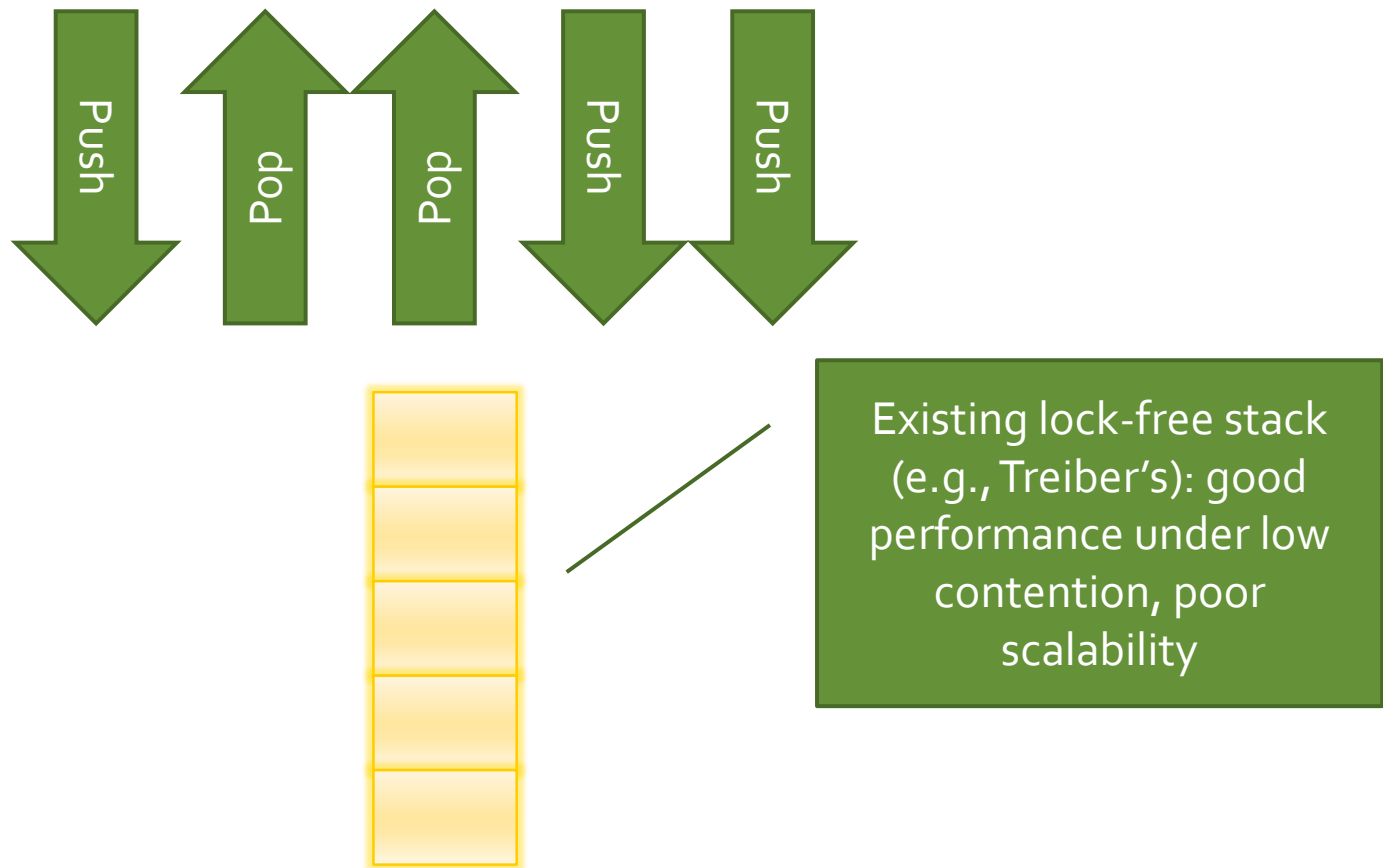 Push
Pop
Pop
Push
Push
Existing lock-free stack
(e.g., Treiber’s): good
performance under low
contention, poor
scalability